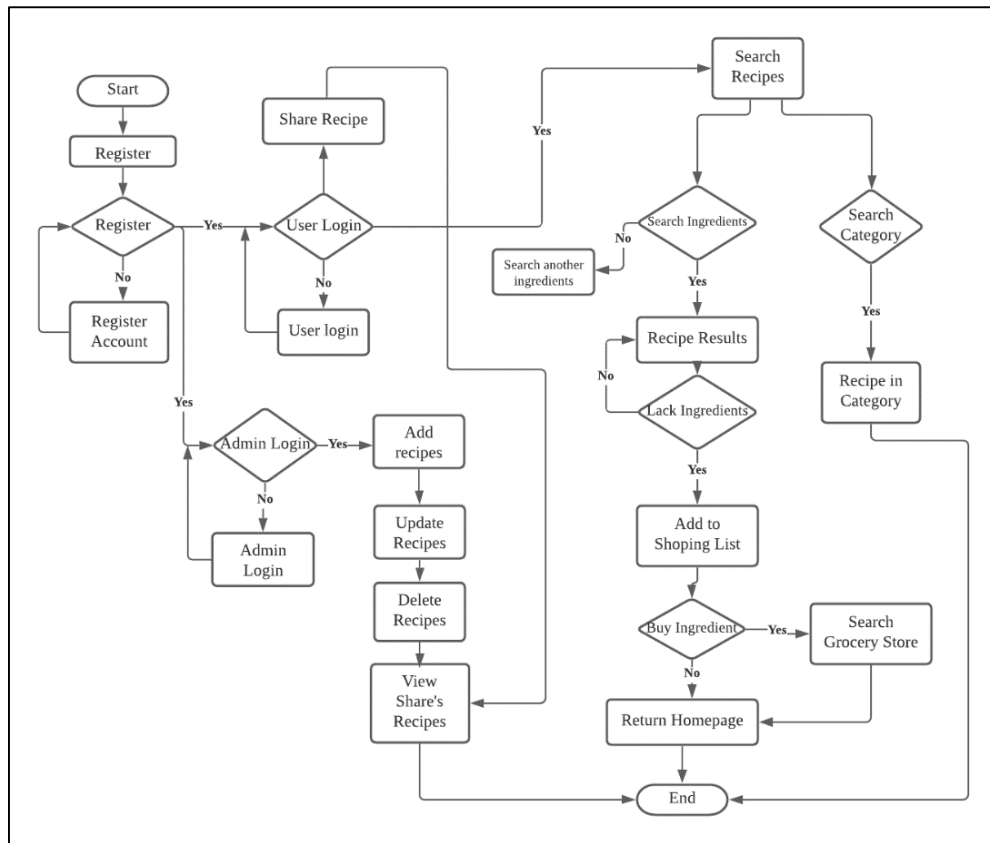 Start
Register
Register
Yes
No
Register
Account
Share Recipe
User Login
No
User login
Yes
Search
Recipes
Search Ingredients
No
Search another
ingredients
Yes
Search
Category
Yes
Recipe Results
No
Lack Ingredients
Recipe in
Category
Yes
Admin Login
Yes
No
Admin
Login
Add
recipes
Update
Recipes
Delete
Recipes
View
Share's
Recipes
Yes
Add to
Shoping List
Buy Ingredient
Yes
Search
Grocery Store
No
Return Homepage
End